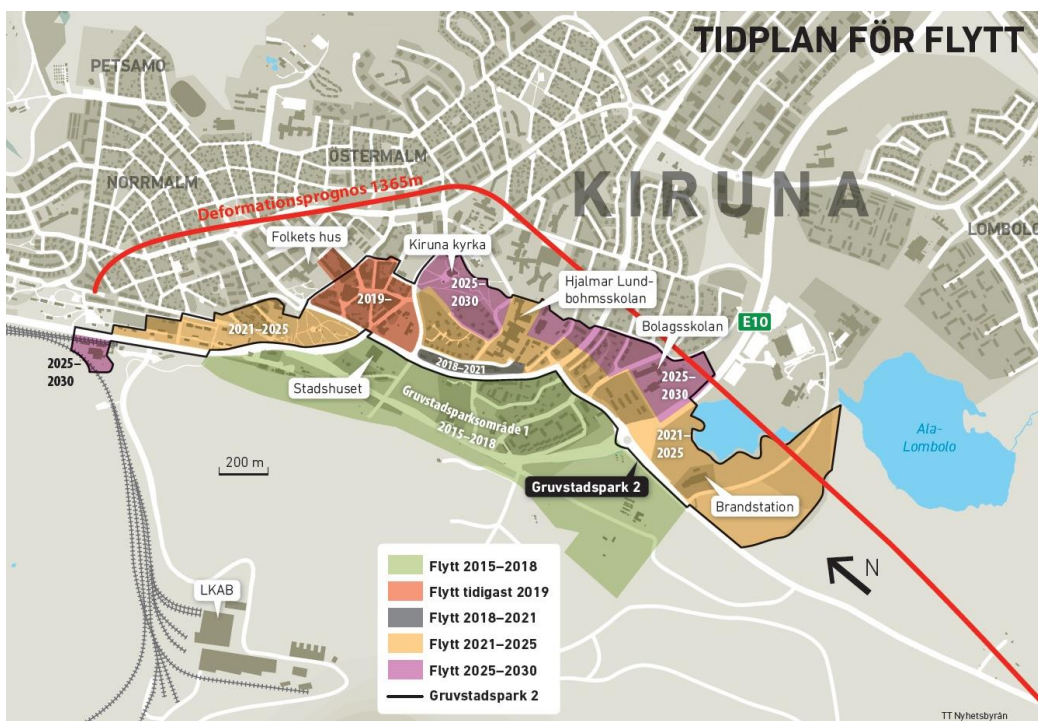 TIDPLAN FÖR FLYTT
PETSAMO
ÖSTERMALM
NORRMALM
KIRUNA
Deformationsprognos 1365m
LOMBOLO
Folkets hus
Kiruna kyrka
2025–
2030
Hjalmar Lund-
bohmsskolan
2019–
Bolagsskolan
E10
2021–2025
2018–2021
2025–
2030
Stadshuset
2025–
2030
Gruvstadsparksområde 1
2015–2018
2021–
2025
Ala-
Lombolo
200 m
Gruvstadspark 2
Brandstation
N
LKAB
Flytt 2015–2018
Flytt tidigast 2019
Flytt 2018–2021
Flytt 2021–2025
Flytt 2025–2030
Gruvstadspark 2
TT Nyhetsbyrån